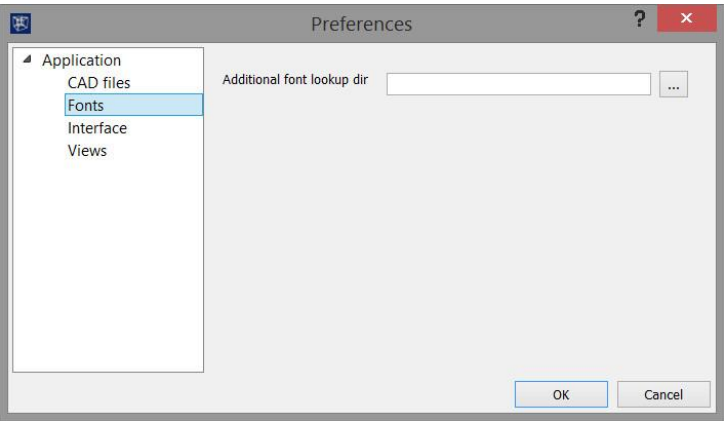 Preferences
?
Application
CAD files
Fonts
Interface
Views
Additional font lookup dir
...
OK
Cancel